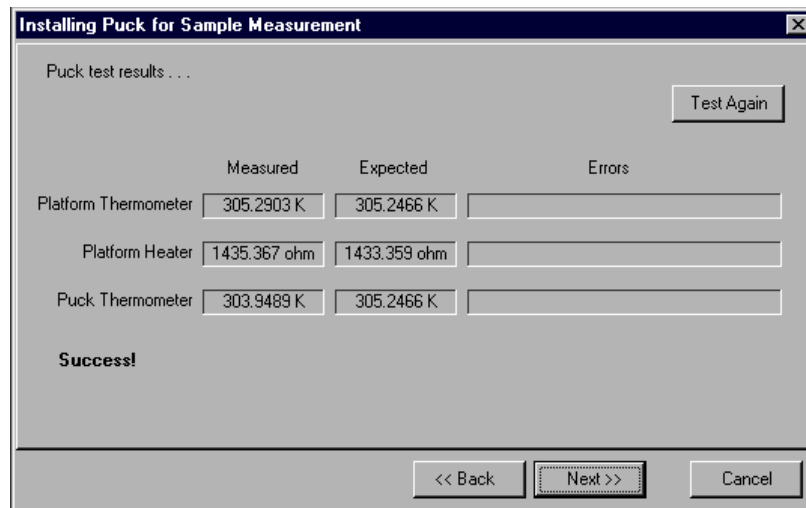 Installing Puck for Sample Measurement
Puck test results . . .
Test Again
Measured Expected Errors
Platform Thermometer 305.2903 K 305.2466 K
Platform Heater 1435.367 ohm 1433.359 ohm
Puck Thermometer 303.9489 K 305.2466 K
Success!
<< Back Next >> Cancel